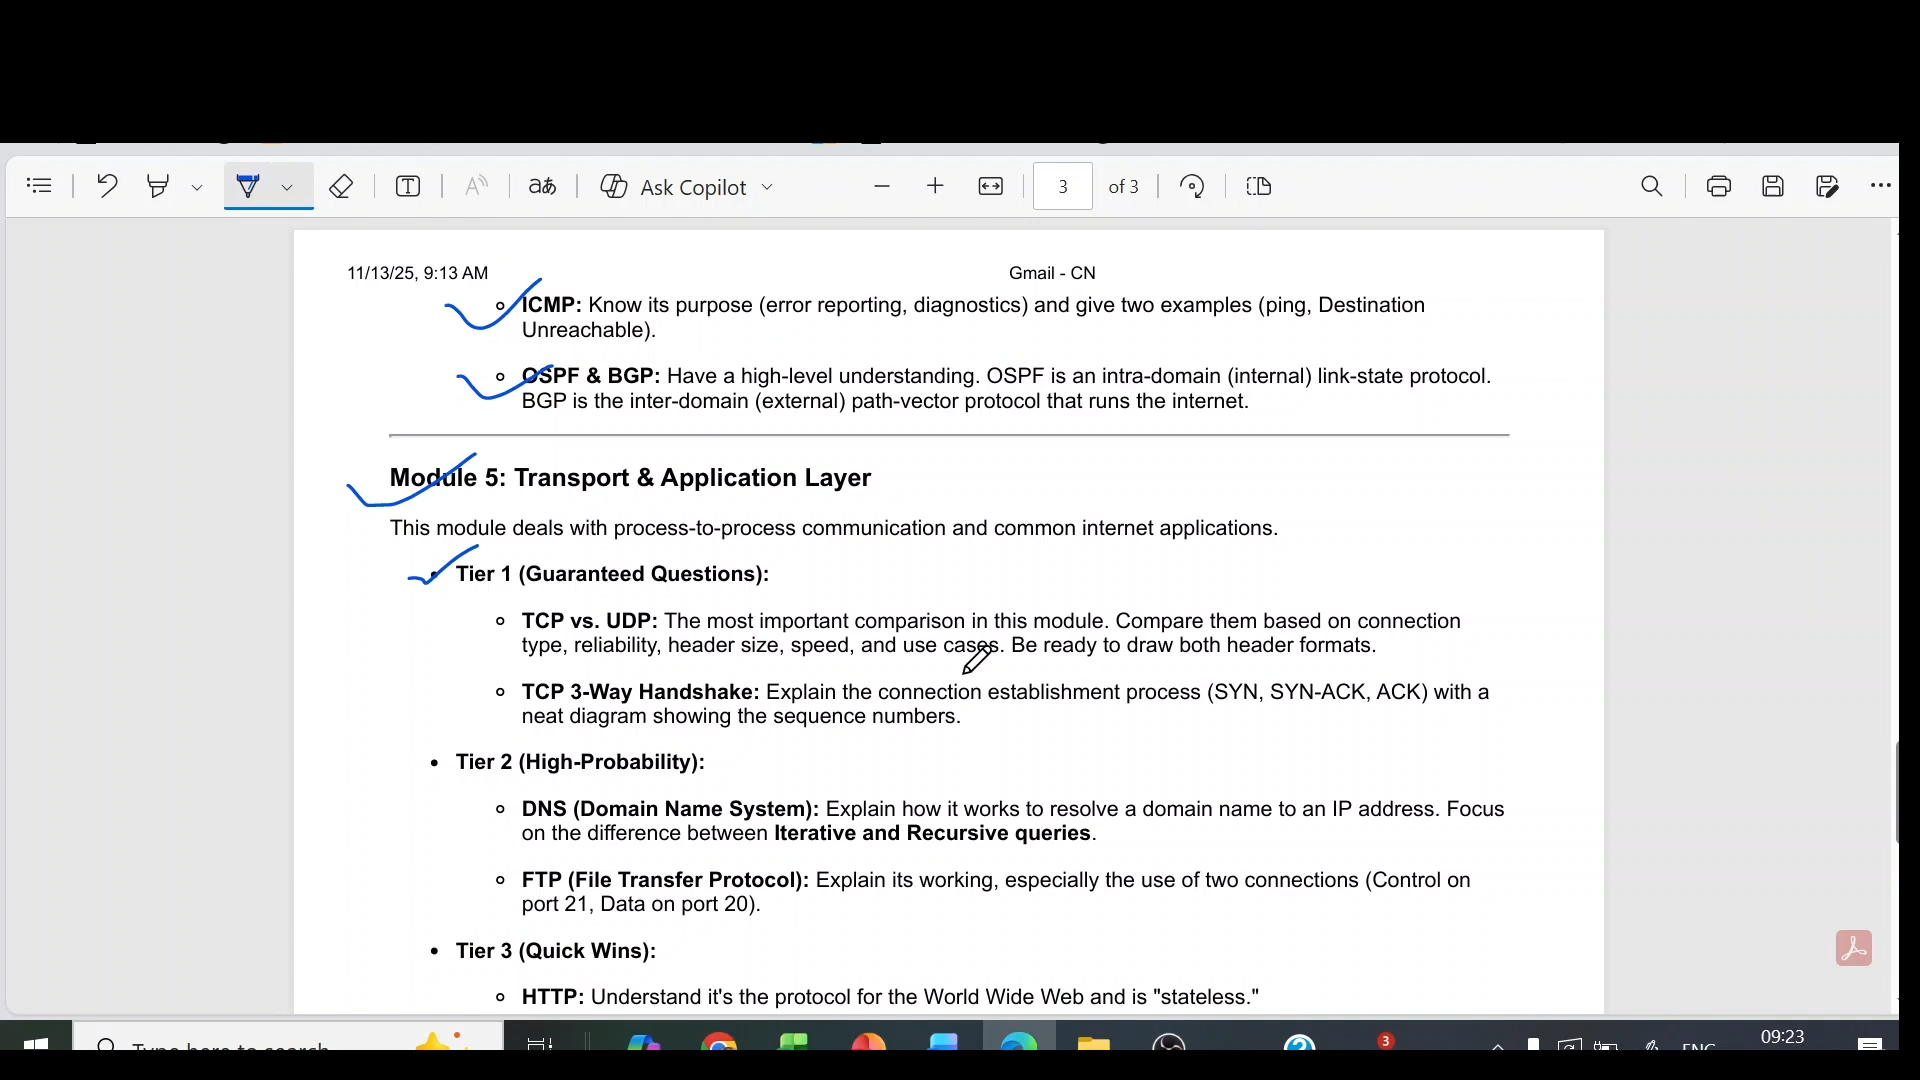 Ask Copilot
3 of 3
11/13/25, 9:13 AM Gmail - CN
ICMP: Know its purpose (error reporting, diagnostics) and give two examples (ping, Destination
Unreachable).
OSPF & BGP: Have a high-level understanding. OSPF is an intra-domain (internal) link-state protocol.
BGP is the inter-domain (external) path-vector protocol that runs the internet.
Module 5: Transport & Application Layer
This module deals with process-to-process communication and common internet applications.
Tier 1 (Guaranteed Questions):
TCP vs. UDP: The most important comparison in this module. Compare them based on connection
type, reliability, header size, speed, and use cases. Be ready to draw both header formats.
TCP 3-Way Handshake: Explain the connection establishment process (SYN, SYN-ACK, ACK) with a
neat diagram showing the sequence numbers.
Tier 2 (High-Probability):
DNS (Domain Name System): Explain how it works to resolve a domain name to an IP address. Focus
on the difference between Iterative and Recursive queries.
FTP (File Transfer Protocol): Explain its working, especially the use of two connections (Control on
port 21, Data on port 20).
Tier 3 (Quick Wins):
HTTP: Understand it's the protocol for the World Wide Web and is "stateless."
Type here to search
3
ENG
09:23